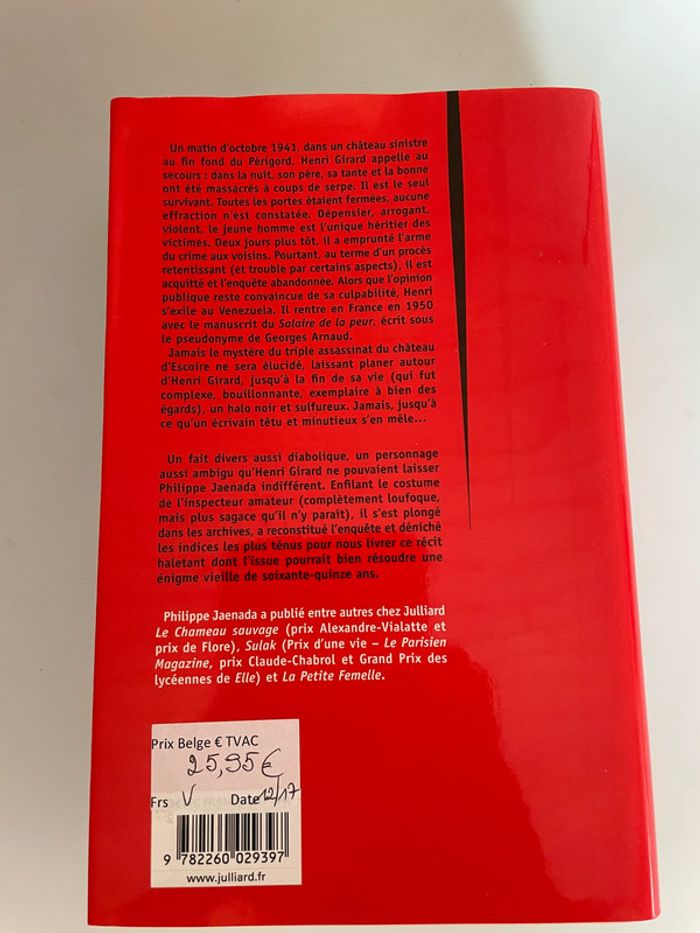 Un matin d'octobre 1941, dans un château sinistre
au fin fond du Périgord, Henri Girard appelle au
secours : dans la nuit, son père, sa tante et la bonne
ont été massacrés à coups de serpe. Il est le seul
survivant. Toutes les portes étaient fermées, aucune
effraction n'est constatée. Dépensier, arrogant,
violent, le jeune homme est l'unique héritier des
victimes. Deux jours plus tôt, il a emprunté l'arme
du crime aux voisins. Pourtant, au terme d'un procès
retentissant (et trouble par certains aspects), il est
acquitté et l'enquête abandonnée. Alors que l'opinion
publique reste convaincue de sa culpabilité, Henri
s'exile au Venezuela. Il rentre en France en 1950
avec le manuscrit du Salaire de la peur, écrit sous
le pseudonyme de Georges Arnaud.
Jamais le mystère du triple assassinat du château
d'Escoire ne sera élucidé, laissant planer autour
d'Henri Girard, jusqu'à la fin de sa vie (qui fut
complexe, bouillonnante, exemplaire à bien des
égards), un halo noir et sulfureux. Jamais, jusqu'à
ce qu'un écrivain têtu et minutieux s'en mêle...
Un fait divers aussi diabolique, un personnage
aussi ambigu qu'Henri Girard ne pouvaient laisser
Philippe Jaenada indifférent. Enfilant le costume
de l'inspecteur amateur (complètement loufoque,
mais plus sagace qu'il n'y paraît), il s'est plongé
dans les archives, a reconstitué l'enquête et déniché
les indices les plus ténus pour nous livrer ce récit
haletant dont l'issue pourrait bien résoudre une
énigme vieille de soixante-quinze ans.
Philippe Jaenada a publié entre autres chez Julliard
Le Chameau sauvage (prix Alexandre-Vialatte et
prix de Flore), Sulak (Prix d'une vie – Le Parisien
Magazine, prix Claude-Chabrol et Grand Prix des
lycéennes de Elle) et La Petite Femelle.
Prix Belge € TVAC
25,95€
Frs V Date 12/17
9 782260 029397
www.julliard.fr